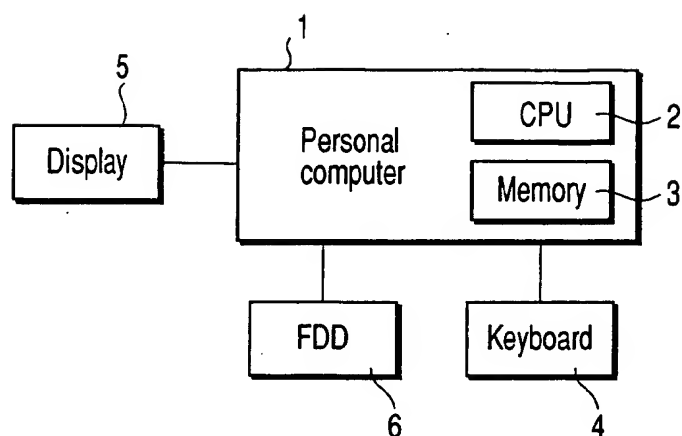 1
5
CPU
2
Display
Personal
computer
Memory
3
FDD
Keyboard
6
4